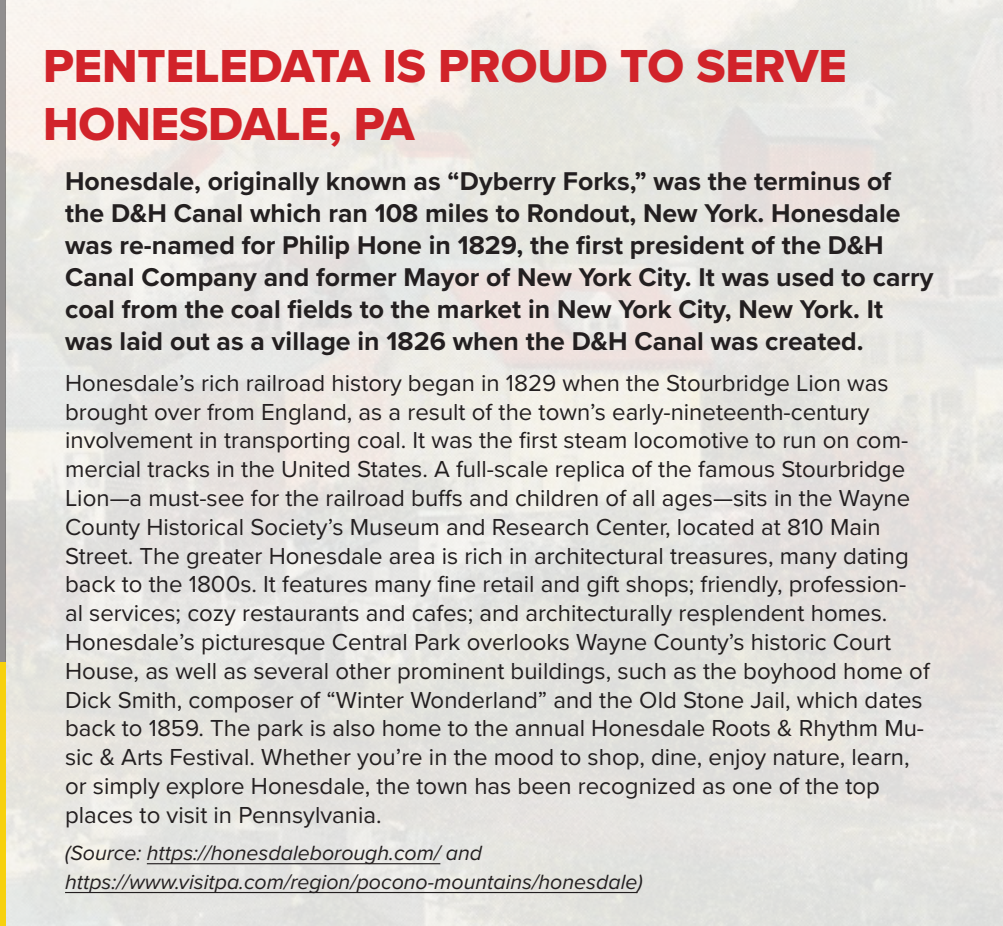 PENTELEDATA IS PROUD TO SERVE
HONESDALE, PA
Honesdale, originally known as “Dyberry Forks,” was the terminus of
the D&H Canal which ran 108 miles to Rondout, New York. Honesdale
was re-named for Philip Hone in 1829, the first president of the D&H
Canal Company and former Mayor of New York City. It was used to carry
coal from the coal fields to the market in New York City, New York. It
was laid out as a village in 1826 when the D&H Canal was created.
Honesdale’s rich railroad history began in 1829 when the Stourbridge Lion was
brought over from England, as a result of the town’s early-nineteenth-century
involvement in transporting coal. It was the first steam locomotive to run on com-
mercial tracks in the United States. A full-scale replica of the famous Stourbridge
Lion—a must-see for the railroad buffs and children of all ages—sits in the Wayne
County Historical Society’s Museum and Research Center, located at 810 Main
Street. The greater Honesdale area is rich in architectural treasures, many dating
back to the 1800s. It features many fine retail and gift shops; friendly, profession-
al services; cozy restaurants and cafes; and architecturally resplendent homes.
Honesdale’s picturesque Central Park overlooks Wayne County’s historic Court
House, as well as several other prominent buildings, such as the boyhood home of
Dick Smith, composer of “Winter Wonderland” and the Old Stone Jail, which dates
back to 1859. The park is also home to the annual Honesdale Roots & Rhythm Mu-
sic & Arts Festival. Whether you’re in the mood to shop, dine, enjoy nature, learn,
or simply explore Honesdale, the town has been recognized as one of the top
places to visit in Pennsylvania.
(Source: https://honesdaleborough.com/ and
https://www.visitpa.com/region/pocono-mountains/honesdale)